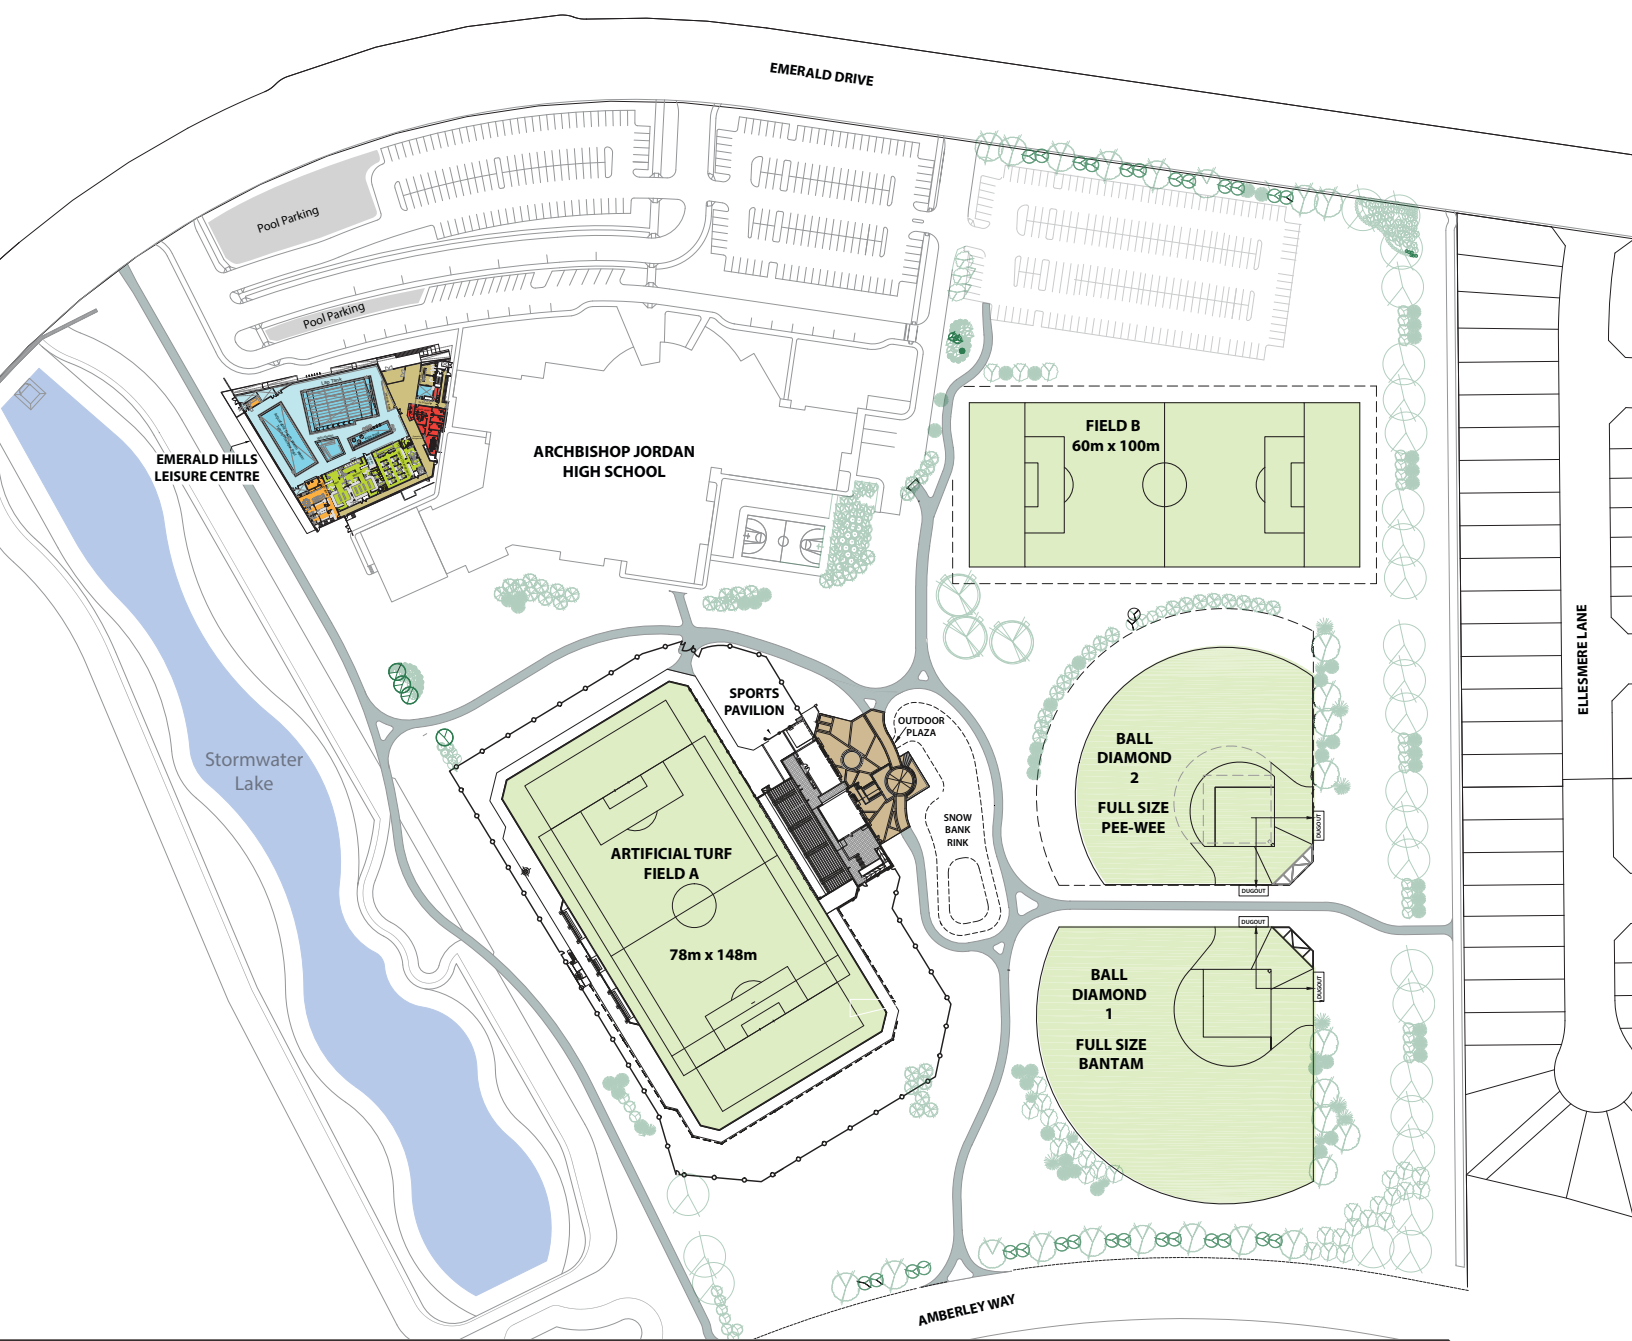 EMERALD DRIVE
Pool Parking
Pool Parking
EMERALD HILLS
LEISURE CENTRE
ARCHBISHOP JORDAN
HIGH SCHOOL
FIELD B
60m x 100m
ELLESMERE LANE
SPORTS
PAVILION
OUTDOOR
PLAZA
BALL
DIAMOND
2
FULL SIZE
PEE-WEE
DUGOUT
DUGOUT
Stormwater
Lake
SNOW
BANK
RINK
ARTIFICIAL TURF
FIELD A
78m x 148m
DUGOUT
DUGOUT
BALL
DIAMOND
1
FULL SIZE
BANTAM
AMBERLEY WAY